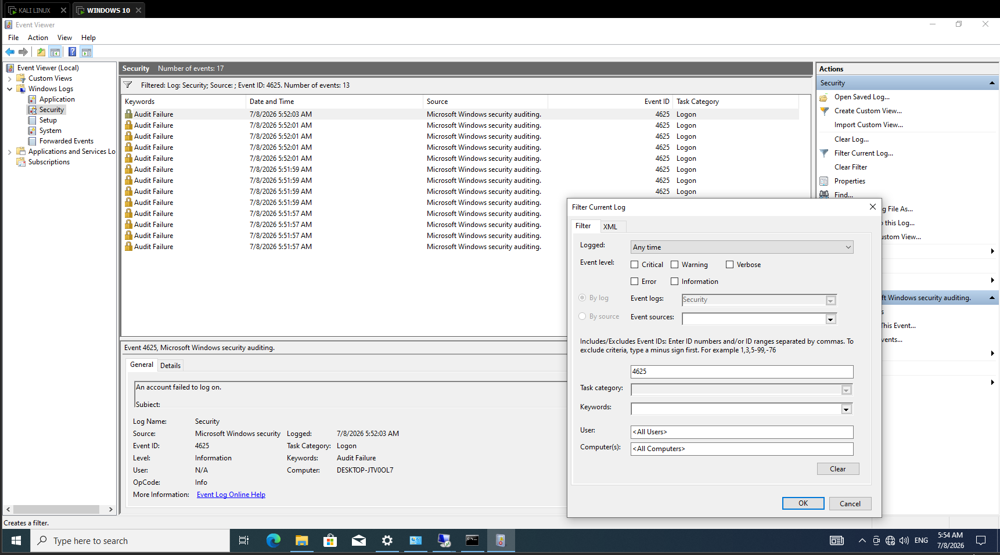 KALI LINUX
WINDOWS 10
Event Viewer
File Action View Help
Event Viewer (Local)
Custom Views
Windows Logs
Application
Security
Setup
System
Forwarded Events
Applications and Services Lo
Subscriptions
Security Number of events: 17
Filtered: Log: Security; Source: ; Event ID: 4625. Number of events: 13
Keywords Date and Time Source Event ID Task Category
Audit Failure 7/8/2026 5:52:03 AM Microsoft Windows security auditing. 4625 Logon
Audit Failure 7/8/2026 5:52:01 AM Microsoft Windows security auditing. 4625 Logon
Audit Failure 7/8/2026 5:52:01 AM Microsoft Windows security auditing. 4625 Logon
Audit Failure 7/8/2026 5:52:01 AM Microsoft Windows security auditing. 4625 Logon
Audit Failure 7/8/2026 5:52:01 AM Microsoft Windows security auditing. 4625 Logon
Audit Failure 7/8/2026 5:51:59 AM Microsoft Windows security auditing. 4625 Logon
Audit Failure 7/8/2026 5:51:59 AM Microsoft Windows security auditing. 4625 Logon
Audit Failure 7/8/2026 5:51:59 AM Microsoft Windows security auditing. 4625 Logon
Audit Failure 7/8/2026 5:51:59 AM Microsoft Windows security auditing.
Audit Failure 7/8/2026 5:51:57 AM Microsoft Windows security auditing.
Audit Failure 7/8/2026 5:51:57 AM Microsoft Windows security auditing.
Audit Failure 7/8/2026 5:51:57 AM Microsoft Windows security auditing.
Audit Failure 7/8/2026 5:51:57 AM Microsoft Windows security auditing.
Event 4625, Microsoft Windows security auditing.
General Details
An account failed to log on.
Subject:
Log Name: Security
Source: Microsoft Windows security Logged: 7/8/2026 5:52:03 AM
Event ID: 4625 Task Category: Logon
Level: Information Keywords: Audit Failure
User: N/A Computer: DESKTOP-JTV0OL7
OpCode: Info
More Information: Event Log Online Help
Actions
Security
Open Saved Log...
Create Custom View...
Import Custom View...
Clear Log...
Filter Current Log...
Clear Filter
Properties
Find...
g File As...
this Log...
ustom View...
ft Windows security auditing.
s
This Event...
vents...
Filter Current Log
Filter XML
Logged: Any time
Event level: Critical Warning Verbose
Error Information
By log Event logs: Security
By source Event sources:
Includes/Excludes Event IDs: Enter ID numbers and/or ID ranges separated by commas. To
exclude criteria, type a minus sign first. For example 1,3,5-99,-76
4625
Task category:
Keywords:
User: <All Users>
Computer(s): <All Computers>
Clear
OK Cancel
Creates a filter.
Type here to search
ENG
5:54 AM
7/8/2026